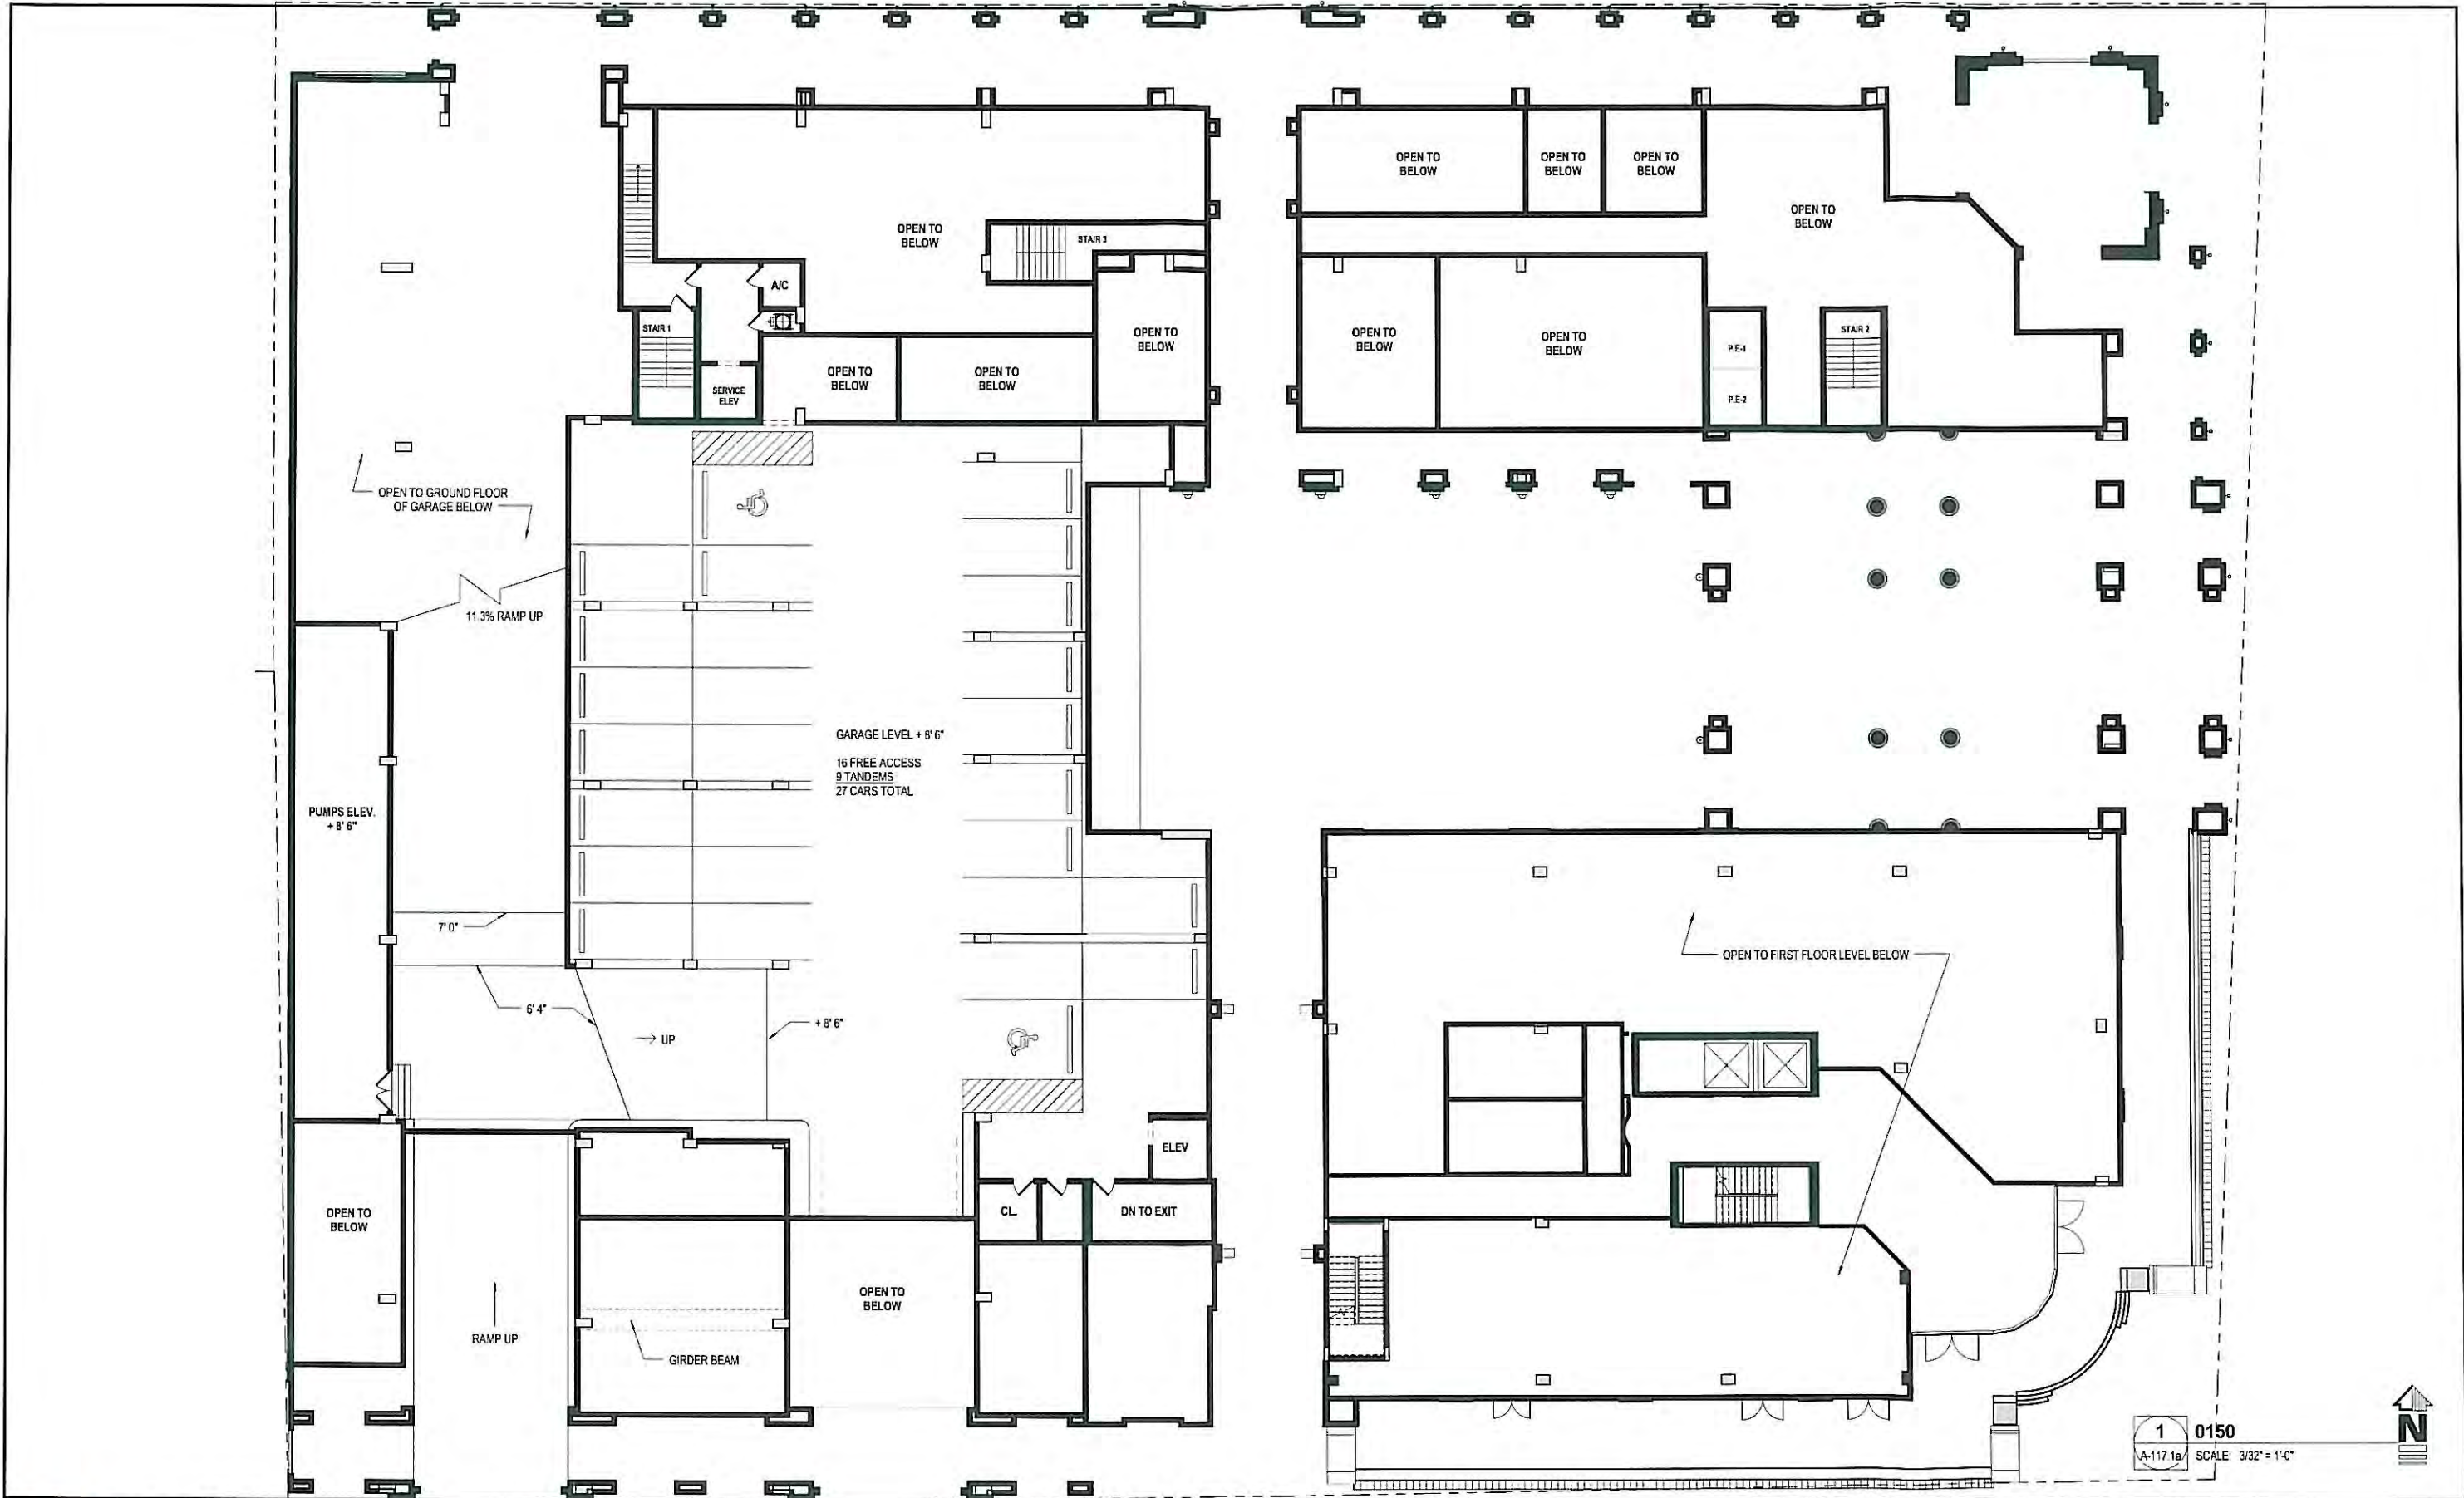 OPEN TO
BELOW
OPEN TO
BELOW
OPEN TO
BELOW
OPEN TO
BELOW
OPEN TO
BELOW
STAIR 3
A/C
STAIR 1
SERVICE
ELEV
OPEN TO
BELOW
OPEN TO
BELOW
OPEN TO
BELOW
OPEN TO
BELOW
OPEN TO
BELOW
P.E-1
P.E-2
STAIR 2
OPEN TO GROUND FLOOR
OF GARAGE BELOW
11.3% RAMP UP
GARAGE LEVEL + 8' 6"
16 FREE ACCESS
9 TANDEMS
27 CARS TOTAL
PUMPS ELEV.
+ 8' 6"
7' 0"
6' 4"
UP
+ 8' 6"
OPEN TO FIRST FLOOR LEVEL BELOW
ELEV
CL.
DN TO EXIT
OPEN TO
BELOW
RAMP UP
GIRDER BEAM
OPEN TO
BELOW
1
0150
A-117.1a
SCALE: 3/32" = 1'-0"
N